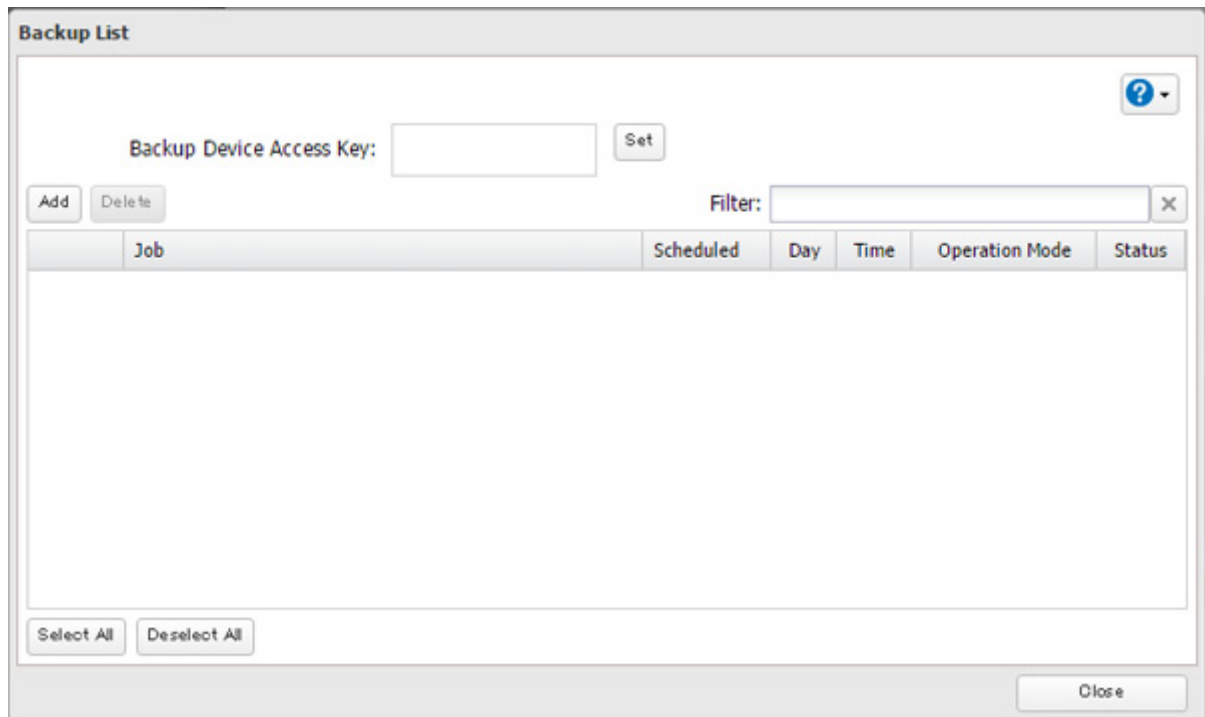 Backup List
Backup Device Access Key: Set
Add Delete Filter:
Job Scheduled Day Time Operation Mode Status
Select All Deselect All
Close